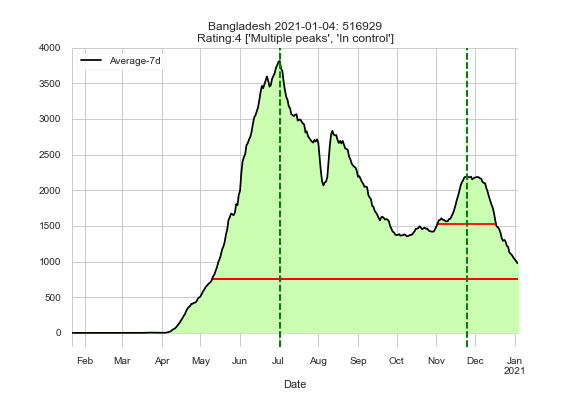 Bangladesh 2021-01-04: 516929
Rating:4 ['Multiple peaks', 'In control']
Average-7d
4000
3500
3000
2500
2000
1500
1000
500
0
Feb Mar Apr May Jun Jul Aug Sep Oct Nov Dec Jan
2021
Date